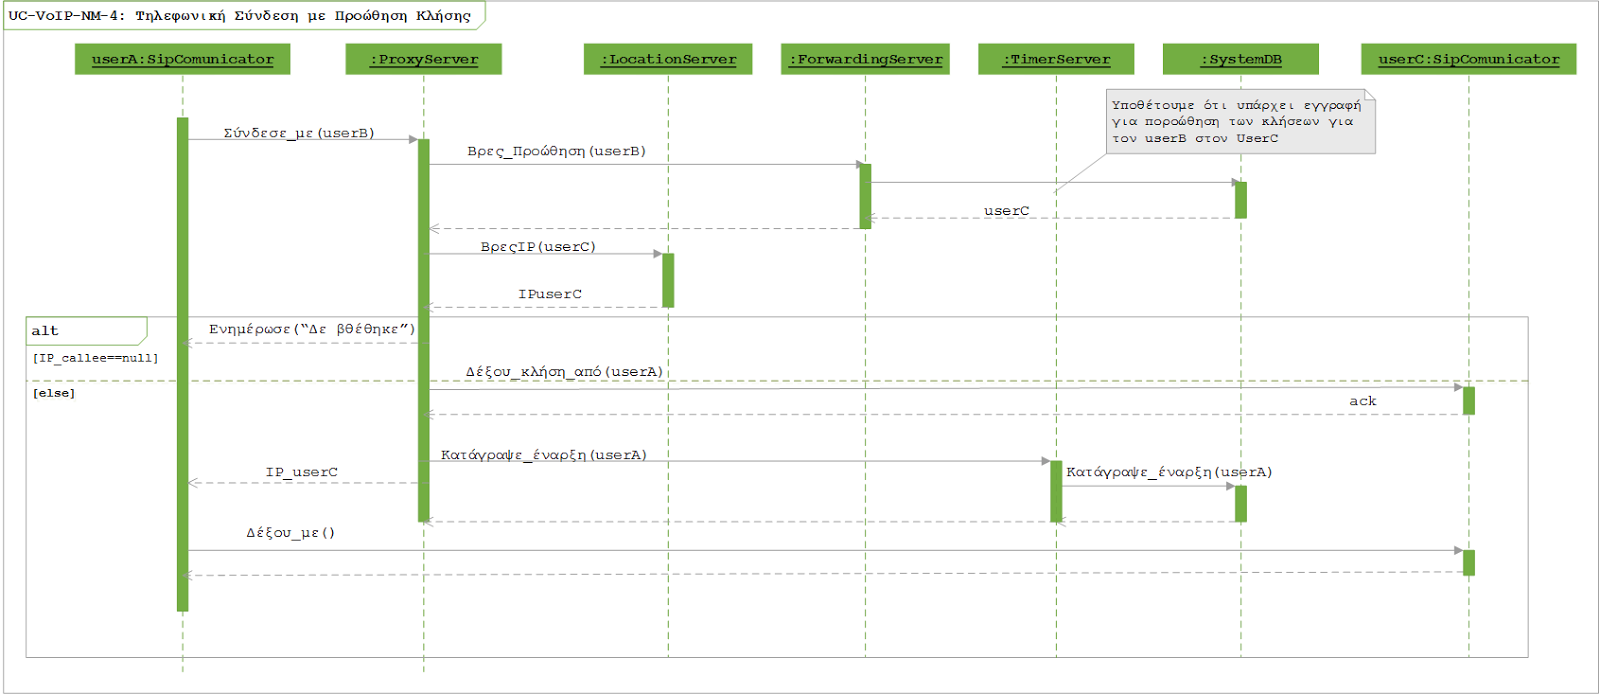 UC-VoIP-NM-4: Τηλεφωνική Σύνδεση με Προώθηση Κλήσης
userA:SipComunicator
:ProxyServer
:LocationServer
:ForwardingServer
:TimerServer
:SystemDB
userC:SipComunicator
Υποθέτουμε ότι υπάρχει εγγραφή
για ποροώθηση των κλήσεων για
τον userB στον UserC
Σύνδεσε_με(userB)
Βρες_Προώθηση(userB)
userC
ΒρεςIP(userC)
IPuserC
alt
Ενημέρωσε(“Δε βθέθηκε”)
[IP_callee==null]
Δέξου_κλήση_από(userA)
[else]
ack
Κατάγραψε_έναρξη(userA)
IP_userC
Κατάγραψε_έναρξη(userA)
Δέξου_με()